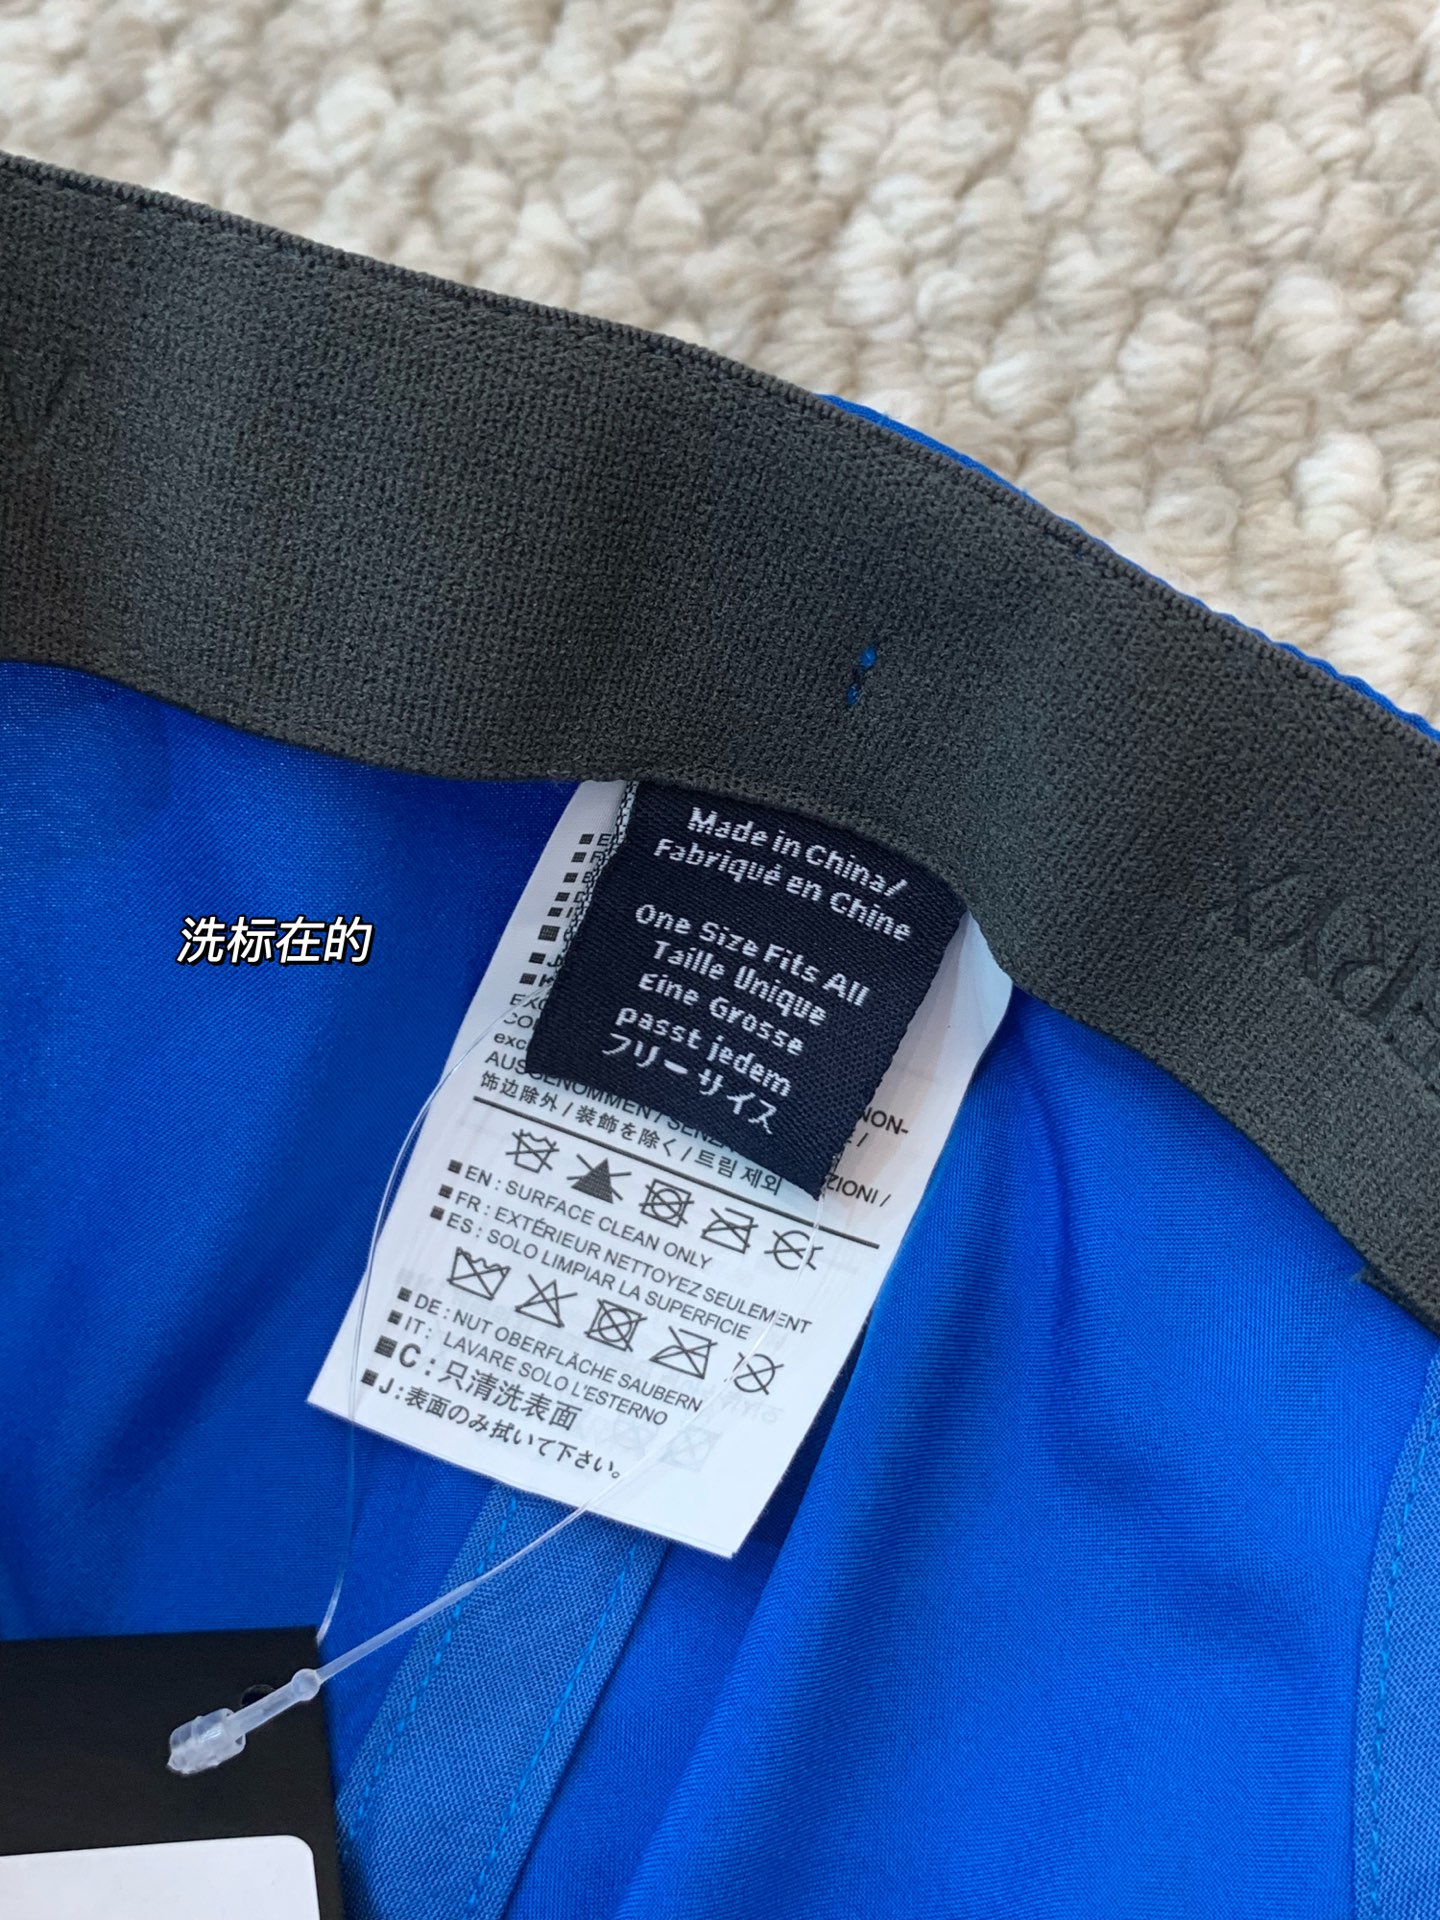 Made in China/
Fabriqué en Chine
One Size Fits All
Taille Unique
Eine Grosse
passt jedem
フリーサイズ
洗标在的
AUSGENOMMEN /
NON-
ZIONI /
饰边除外 / 装飾を除く / 트림 제외
EN : SURFACE CLEAN ONLY
FR : EXTÉRIEUR NETTOYEZ SEULEMENT
ES : SOLO LIMPIAR LA SUPERFICIE
DE : NUT OBERFLÄCHE SAUBERN
IT : LAVARE SOLO L'ESTERNO
C : 只清洗表面
J : 表面のみ拭いて下さい。